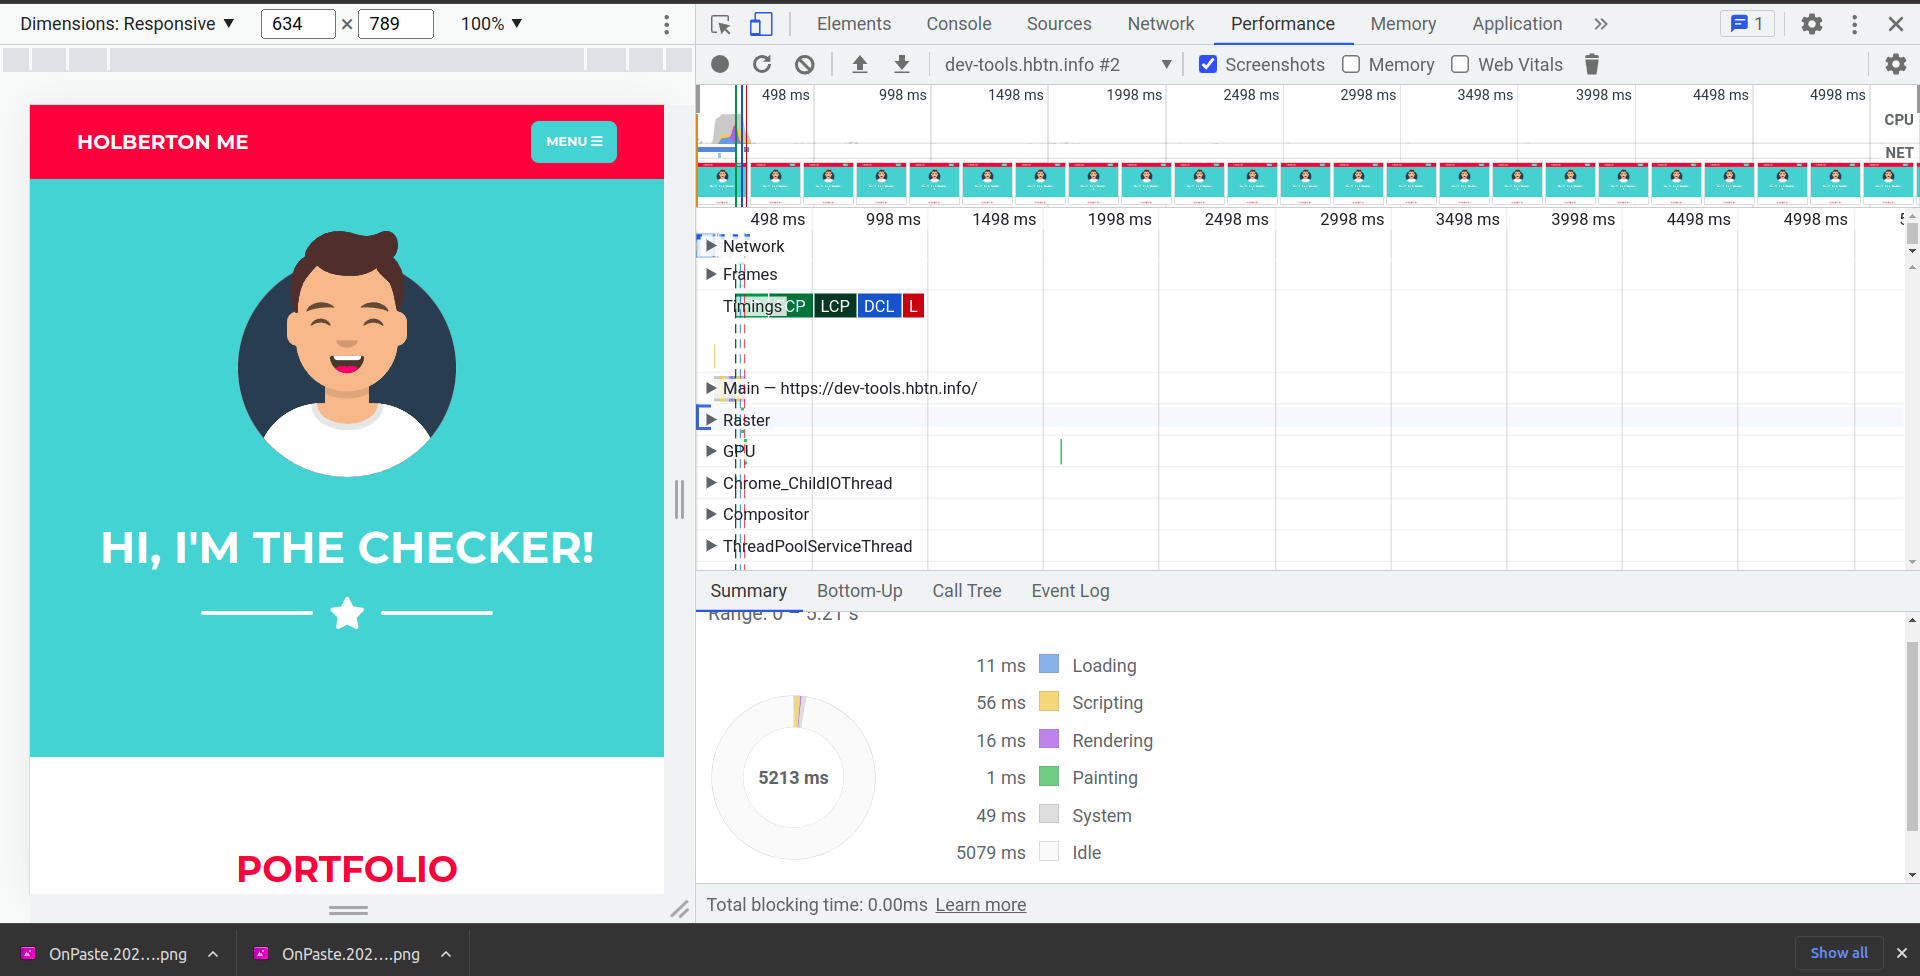 Dimensions: Responsive ▼ 634 × 789 100% ▼
Elements Console Sources Network Performance Memory Application 1
dev-tools.hbtn.info #2 ▼ Screenshots Memory Web Vitals
498 ms 998 ms 1498 ms 1998 ms 2498 ms 2998 ms 3498 ms 3998 ms 4498 ms 4998 ms
CPU
NET
498 ms 998 ms 1498 ms 1998 ms 2498 ms 2998 ms 3498 ms 3998 ms 4498 ms 4998 ms
Network
Frames
Timings CP LCP DCL L
Main — https://dev-tools.hbtn.info/
Raster
GPU
Chrome_ChildIOThread
Compositor
ThreadPoolServiceThread
Summary Bottom-Up Call Tree Event Log
Range: 0 – 5.21 s
11 ms Loading
56 ms Scripting
16 ms Rendering
1 ms Painting
49 ms System
5079 ms Idle
5213 ms
Total blocking time: 0.00ms Learn more
HOLBERTON ME
MENU
HI, I'M THE CHECKER!
PORTFOLIO
OnPaste.202....png
OnPaste.202....png
Show all